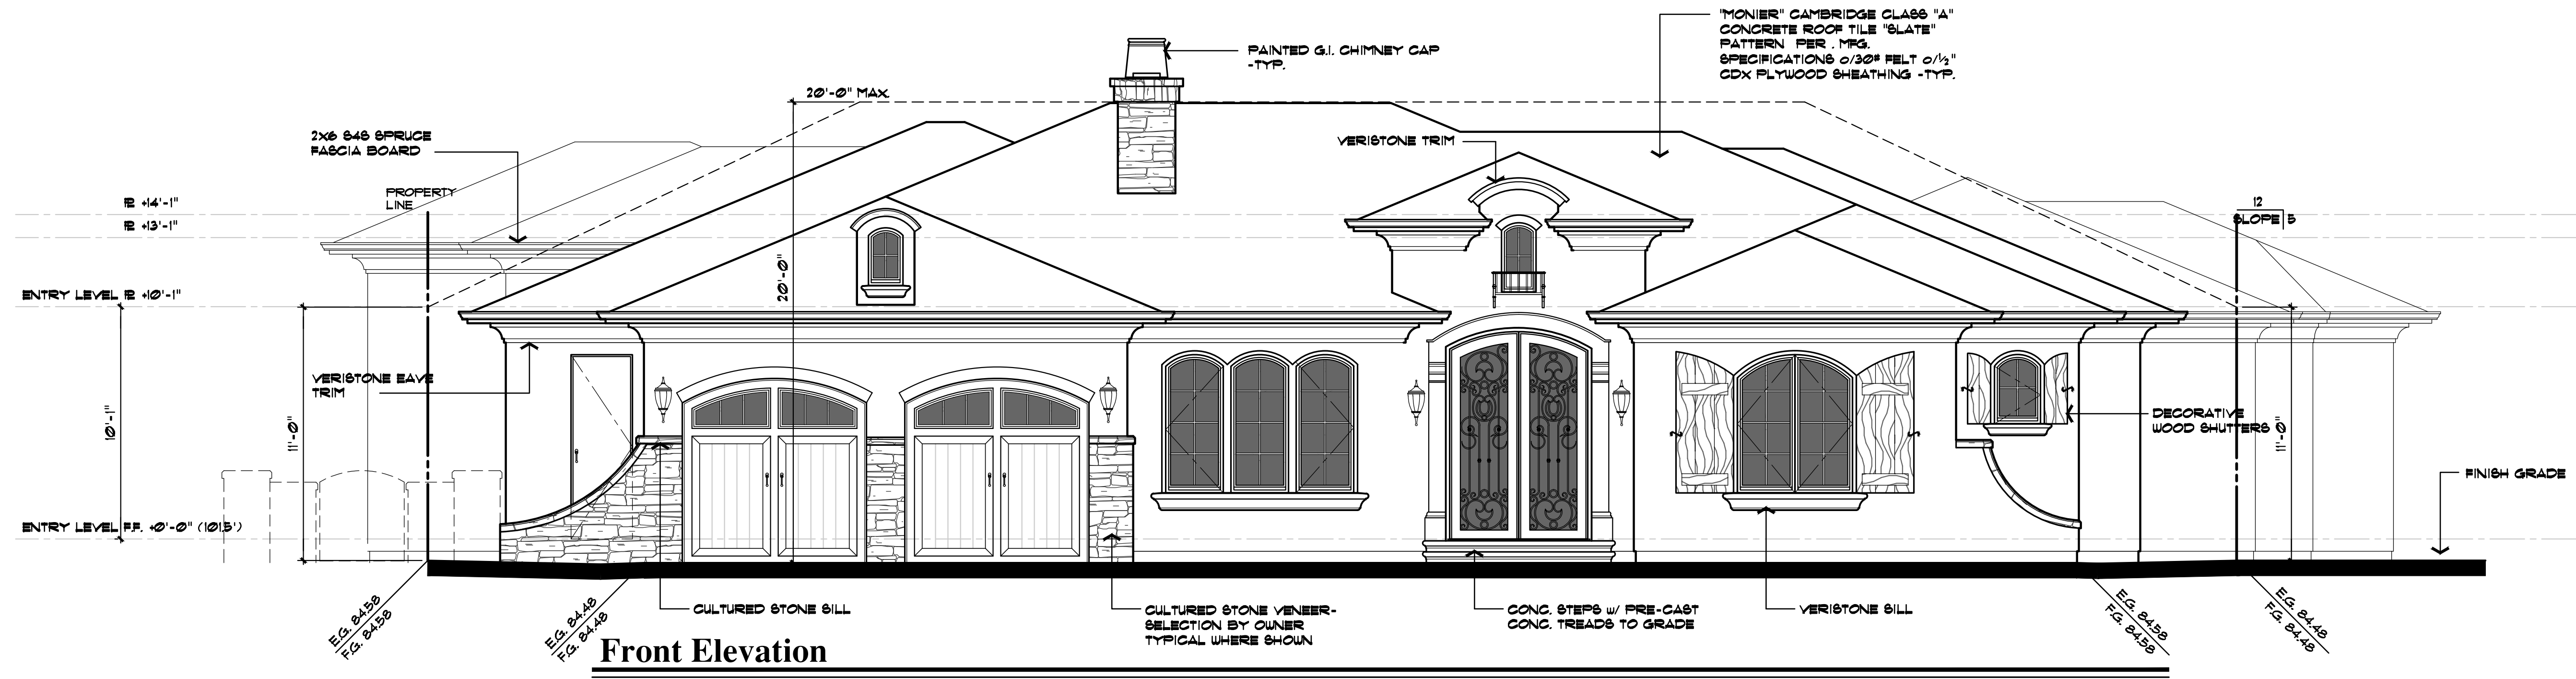 "MONIER" CAMBRIDGE CLASS "A"
CONCRETE ROOF TILE "SLATE"
PATTERN PER . MFG.
SPECIFICATIONS o/30# FELT o/½"
CDX PLYWOOD SHEATHING -TYP.
PAINTED G.I. CHIMNEY CAP
-TYP.
20'-0" MAX.
2X6 S4S SPRUCE
FASCIA BOARD
VERISTONE TRIM
PROPERTY
LINE
+14'-1"
+13'-1"
12
SLOPE 5
20'-0"
ENTRY LEVEL +10'-1"
VERISTONE EAVE
TRIM
10'-1"
11'-0"
DECORATIVE
WOOD SHUTTERS
11'-0"
FINISH GRADE
ENTRY LEVEL F.F. +0'-0" (101.5')
E.G. 84.58
F.G. 84.58
E.G. 84.48
F.G. 84.48
CULTURED STONE SILL
CULTURED STONE VENEER-
SELECTION BY OWNER
TYPICAL WHERE SHOWN
CONC. STEPS w/ PRE-CAST
CONC. TREADS TO GRADE
VERISTONE SILL
E.G. 84.58
F.G. 84.58
E.G. 84.48
F.G. 84.48
Front Elevation